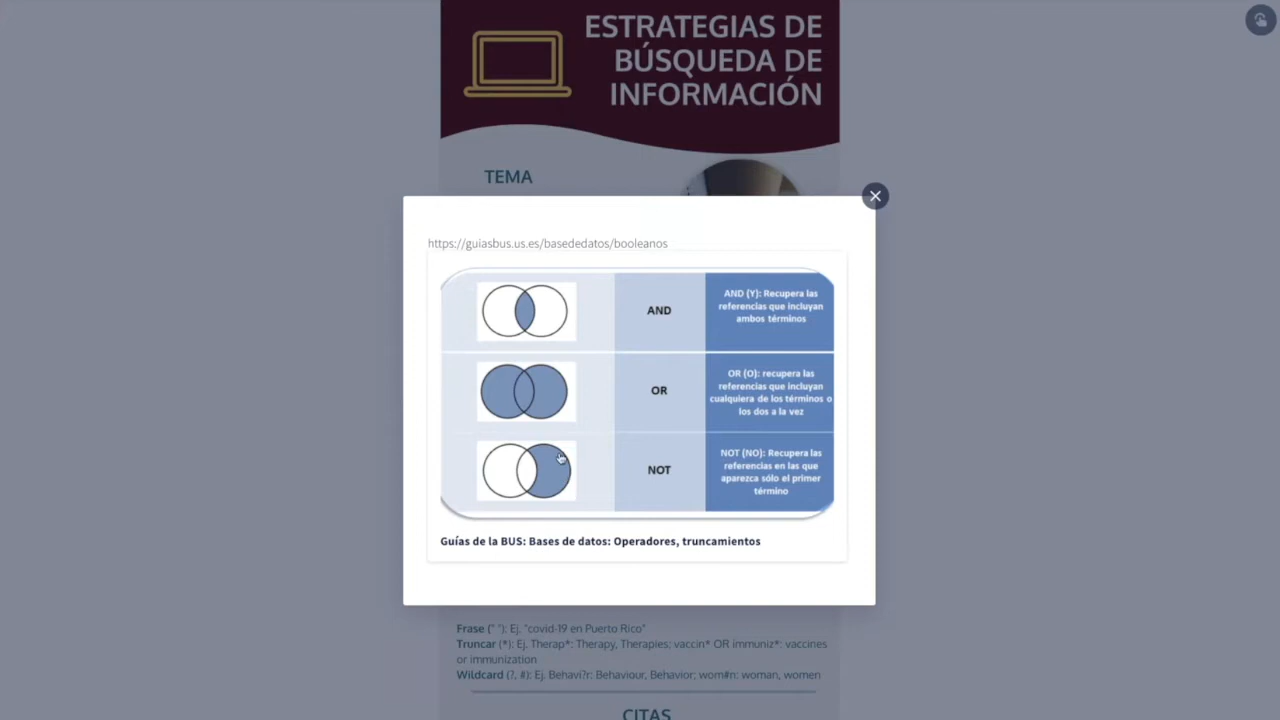 ESTRATEGIAS DE
BÚSQUEDA DE
INFORMACIÓN
TEMA
https://guiasbus.us.es/basededatos/booleanos
AND
AND (Y): Recupera las
referencias que incluyan
ambos términos
OR
OR (O): recupera las
referencias que incluyan
cualquiera de los términos o
los dos a la vez
NOT
NOT (NO): Recupera las
referencias en las que
aparezca sólo el primer
término
Guías de la BUS: Bases de datos: Operadores, truncamientos
Frase (" "): Ej. "covid-19 en Puerto Rico"
Truncar (*): Ej. Therap*: Therapy, Therapies; vaccin* OR immuniz*: vaccines
or immunization
Wildcard (?, #): Ej. Behavi?r: Behaviour, Behavior; wom#n: woman, women
CITAS